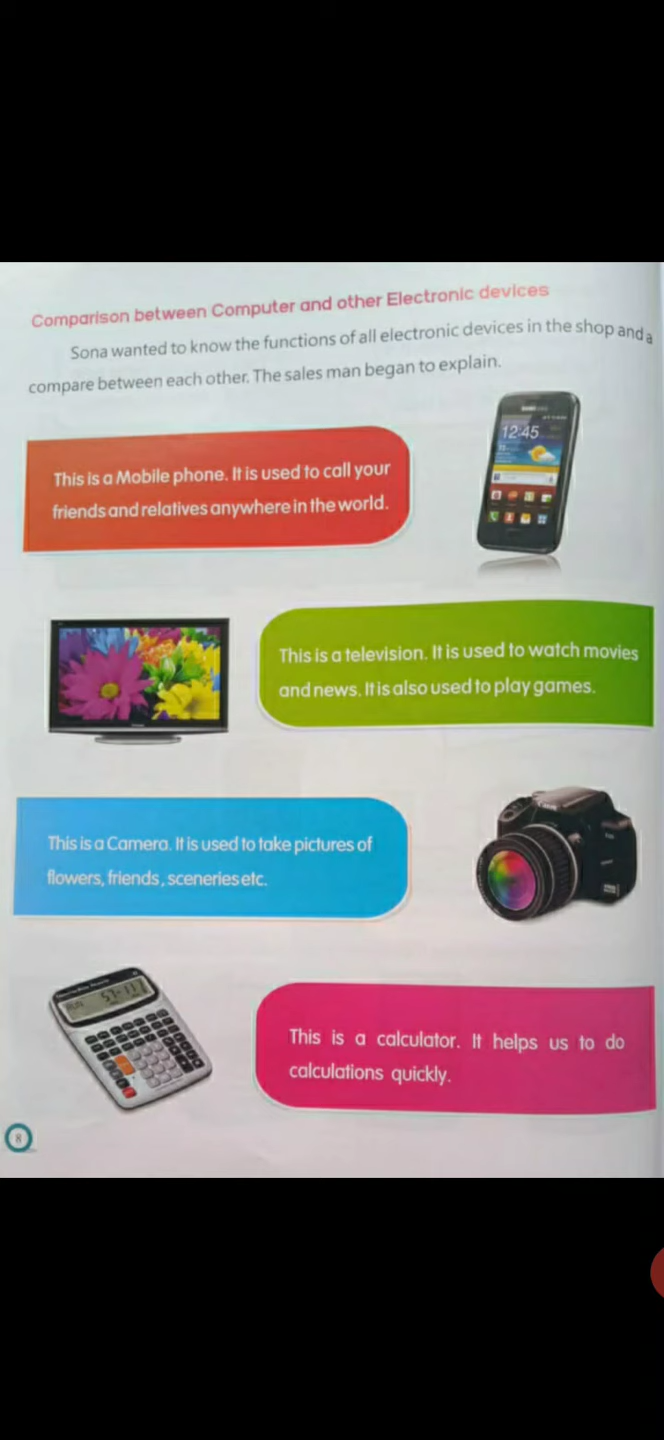 Comparison between Computer and other Electronic devices
Sona wanted to know the functions of all electronic devices in the shop and a
compare between each other. The sales man began to explain.
12:45
This is a Mobile phone. It is used to call your
friends and relatives anywhere in the world.
This is a television. It is used to watch movies
and news. It is also used to play games.
Canon
This is a Camera. It is used to take pictures of
flowers, friends, sceneries etc.
This is a calculator. It helps us to do
calculations quickly.
8